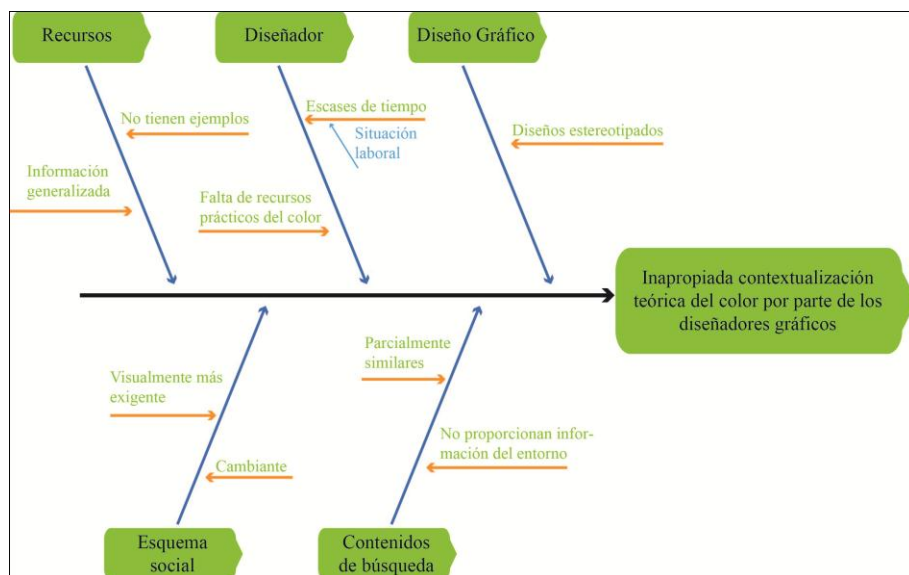 Recursos
Diseñador
Diseño Gráfico
No tienen ejemplos
Información
generalizada
Escases de tiempo
Situación
laboral
Falta de recursos
prácticos del color
Diseños estereotipados
Inapropiada contextualización
teórica del color por parte de los
diseñadores gráficos
Visualmente más
exigente
Cambiante
Parcialmente
similares
No proporcionan infor-
mación del entorno
Esquema
social
Contenidos
de búsqueda